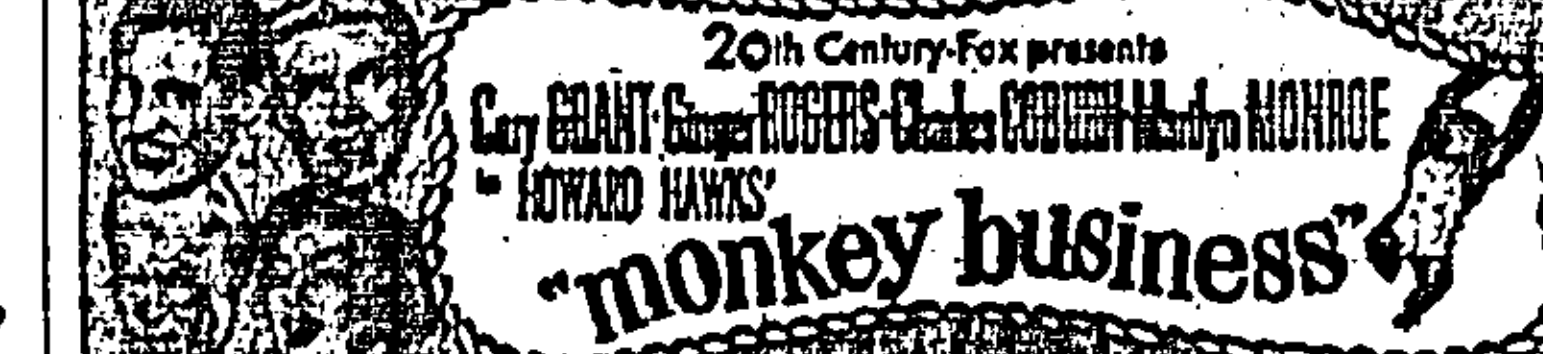 20th Century-Fox presents
Cary GRANT · Ginger ROGERS · Charles COBURN · Marilyn MONROE
in HOWARD HAWKS'
"monkey business"